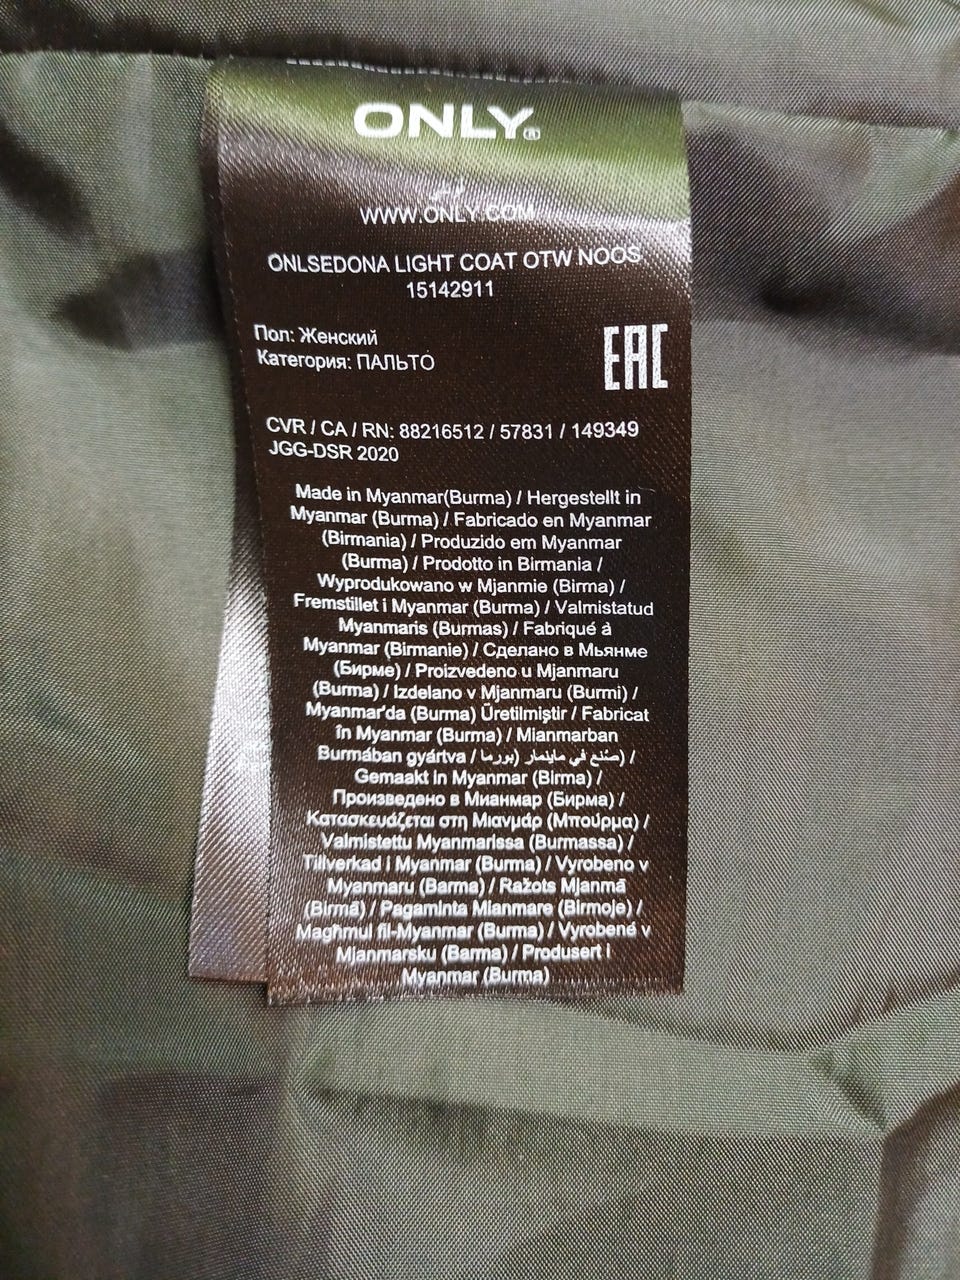 ONLY®
اونلي
WWW.ONLY.COM
ONLSEDONA LIGHT COAT OTW NOOS
15142911
Пол: Женский
Категория: ПАЛЬТО
EAC
CVR / CA / RN: 88216512 / 57831 / 149349
JGG-DSR 2020
Made in Myanmar(Burma) / Hergestellt in
Myanmar (Burma) / Fabricado en Myanmar
(Birmania) / Produzido em Myanmar
(Burma) / Prodotto in Birmania /
Wyprodukowano w Mjanmie (Birma) /
Fremstillet i Myanmar (Burma) / Valmistatud
Myanmaris (Burmas) / Fabriqué à
Myanmar (Birmanie) / Сделано в Мьянме
(Бирме) / Proizvedeno u Mjanmaru
(Burma) / Izdelano v Mjanmaru (Burmi) /
Myanmar'da (Burma) Üretilmiştir / Fabricat
în Myanmar (Burma) / Mianmarban
Burmában gyártva / صُنع في ماينمار (بورما) /
Gemaakt in Myanmar (Birma) /
Произведено в Мианмар (Бирма) /
Κατασκευάζεται στη Μιανμάρ (Μπούρμα) /
Valmistettu Myanmarissa (Burmassa) /
Tillverkad i Myanmar (Burma) / Vyrobeno v
Myanmaru (Barma) / Ražots Mjanmā
(Birmā) / Pagaminta Mianmare (Birmoje) /
Magħmul fil-Myanmar (Burma) / Vyrobené v
Mjanmarsku (Barma) / Produsert i
Myanmar (Burma)